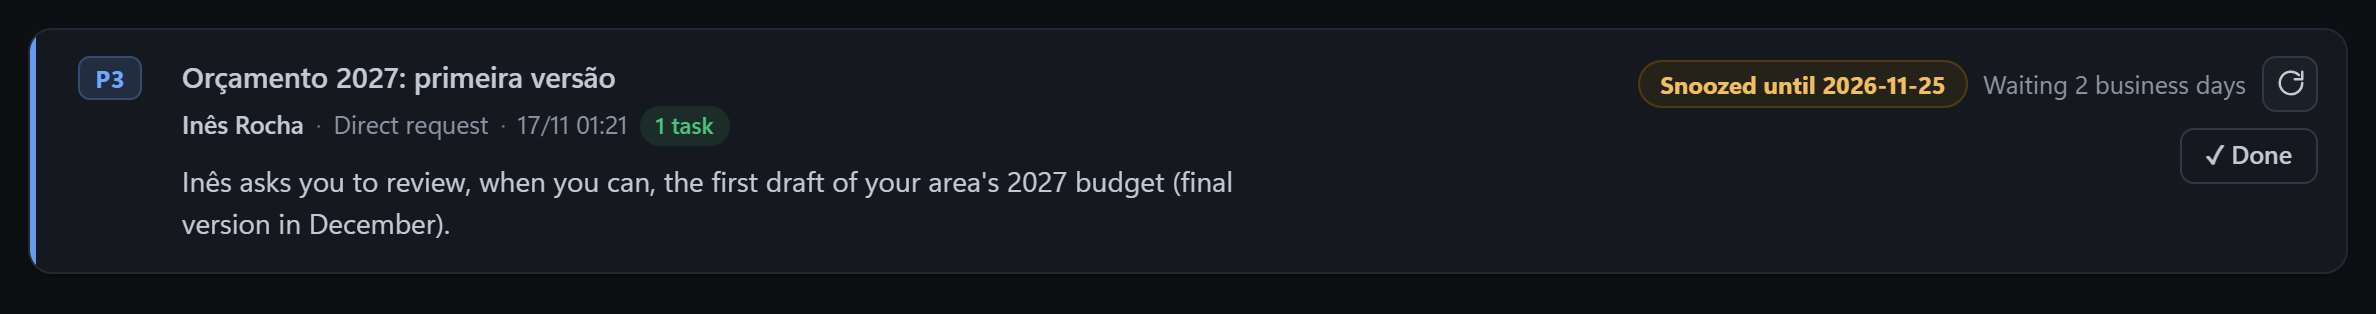 P3
Orçamento 2027: primeira versão
Snoozed until 2026-11-25
Waiting 2 business days
Inês Rocha · Direct request · 17/11 01:21 1 task
✓ Done
Inês asks you to review, when you can, the first draft of your area's 2027 budget (final
version in December).